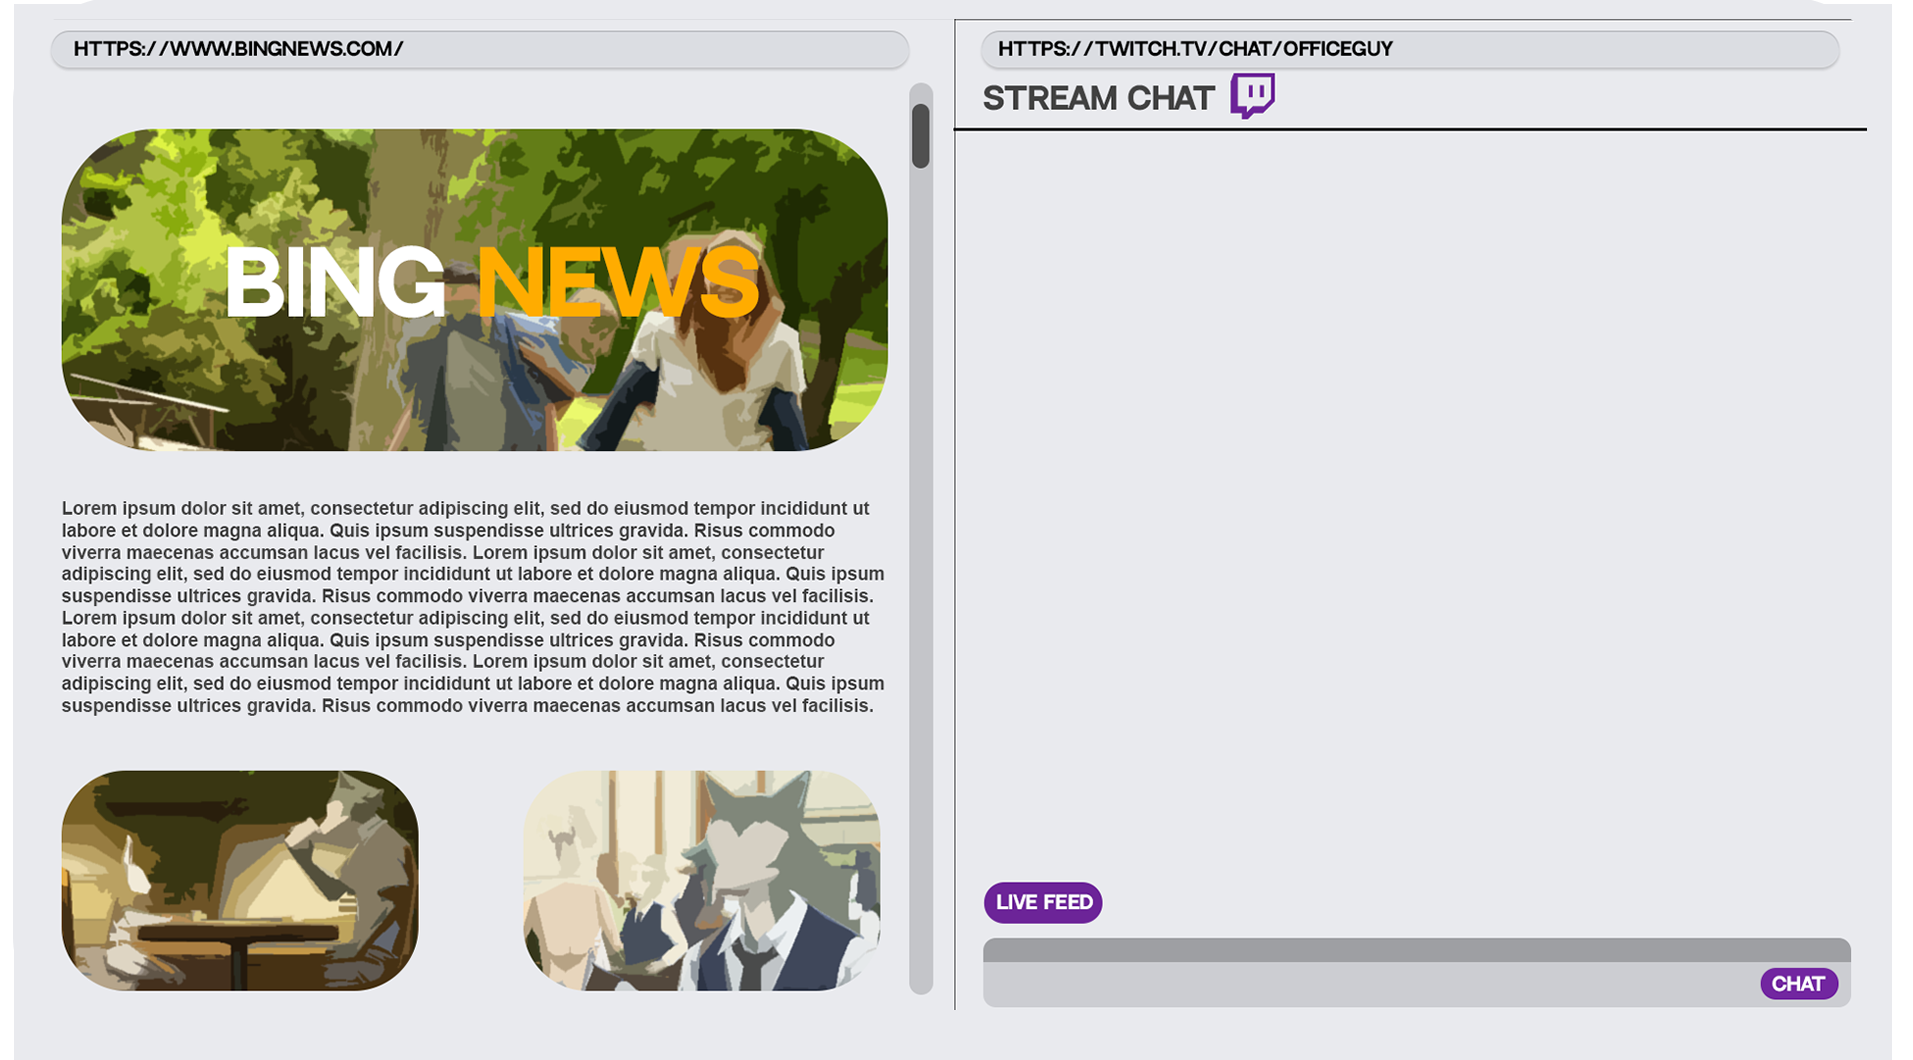 HTTPS://WWW.BINGNEWS.COM/
BING NEWS
Lorem ipsum dolor sit amet, consectetur adipiscing elit, sed do eiusmod tempor incididunt ut
labore et dolore magna aliqua. Quis ipsum suspendisse ultrices gravida. Risus commodo
viverra maecenas accumsan lacus vel facilisis. Lorem ipsum dolor sit amet, consectetur
adipiscing elit, sed do eiusmod tempor incididunt ut labore et dolore magna aliqua. Quis ipsum
suspendisse ultrices gravida. Risus commodo viverra maecenas accumsan lacus vel facilisis.
Lorem ipsum dolor sit amet, consectetur adipiscing elit, sed do eiusmod tempor incididunt ut
labore et dolore magna aliqua. Quis ipsum suspendisse ultrices gravida. Risus commodo
viverra maecenas accumsan lacus vel facilisis. Lorem ipsum dolor sit amet, consectetur
adipiscing elit, sed do eiusmod tempor incididunt ut labore et dolore magna aliqua. Quis ipsum
suspendisse ultrices gravida. Risus commodo viverra maecenas accumsan lacus vel facilisis.
HTTPS://TWITCH.TV/CHAT/OFFICEGUY
STREAM CHAT
LIVE FEED
CHAT